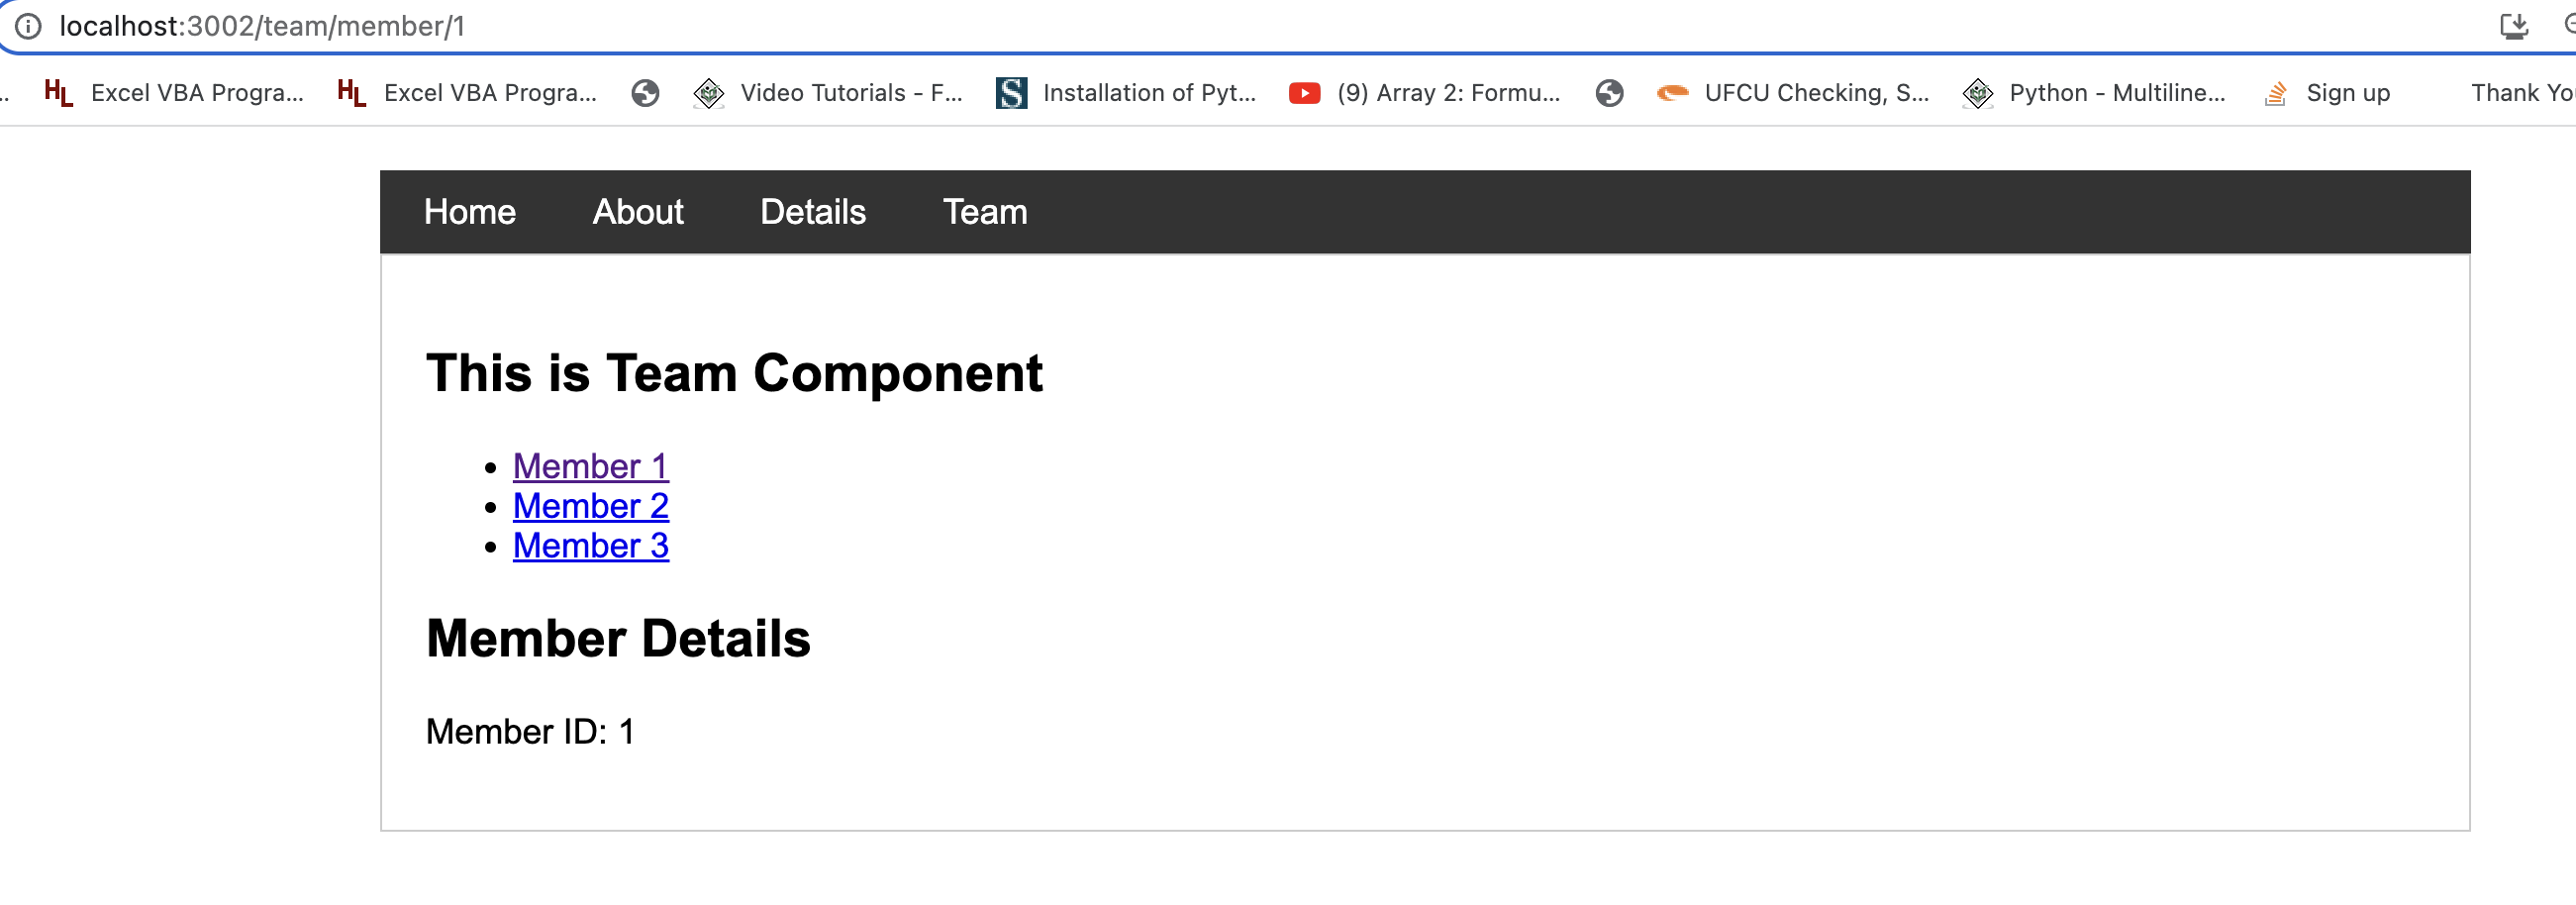 localhost:3002/team/member/1
.. HL Excel VBA Progra... HL Excel VBA Progra... Video Tutorials - F... S Installation of Pyt... (9) Array 2: Formu... UFCU Checking, S... Python - Multiline... Sign up Thank Yo
Home About Details Team
This is Team Component
• Member 1
• Member 2
• Member 3
Member Details
Member ID: 1